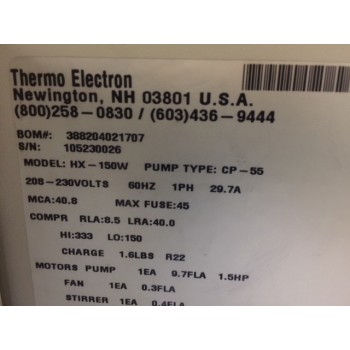 Thermo Electron
Newington, NH 03801 U.S.A.
(800)258-0830 / (603)436-9444
BOM#: 388204021707
S/N: 105230026
MODEL: HX-150W PUMP TYPE: CP-55
208-230VOLTS 60HZ 1PH 29.7A
MCA:40.8 MAX FUSE:45
COMPR RLA:8.5 LRA:40.0
HI:333 LO:150
CHARGE 1.6LBS R22
MOTORS PUMP 1EA 9.7FLA 1.5HP
FAN 1EA 0.3FLA
STIRRER 1EA 0.4FLA